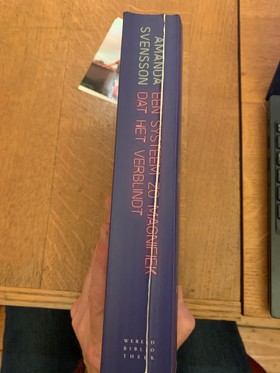 AMANDA
SVENSSON
EEN SYSTEEM ZO MAGNIFIEK
DAT HET VERBLINDT
WERELD
BIBLIO
THEEK